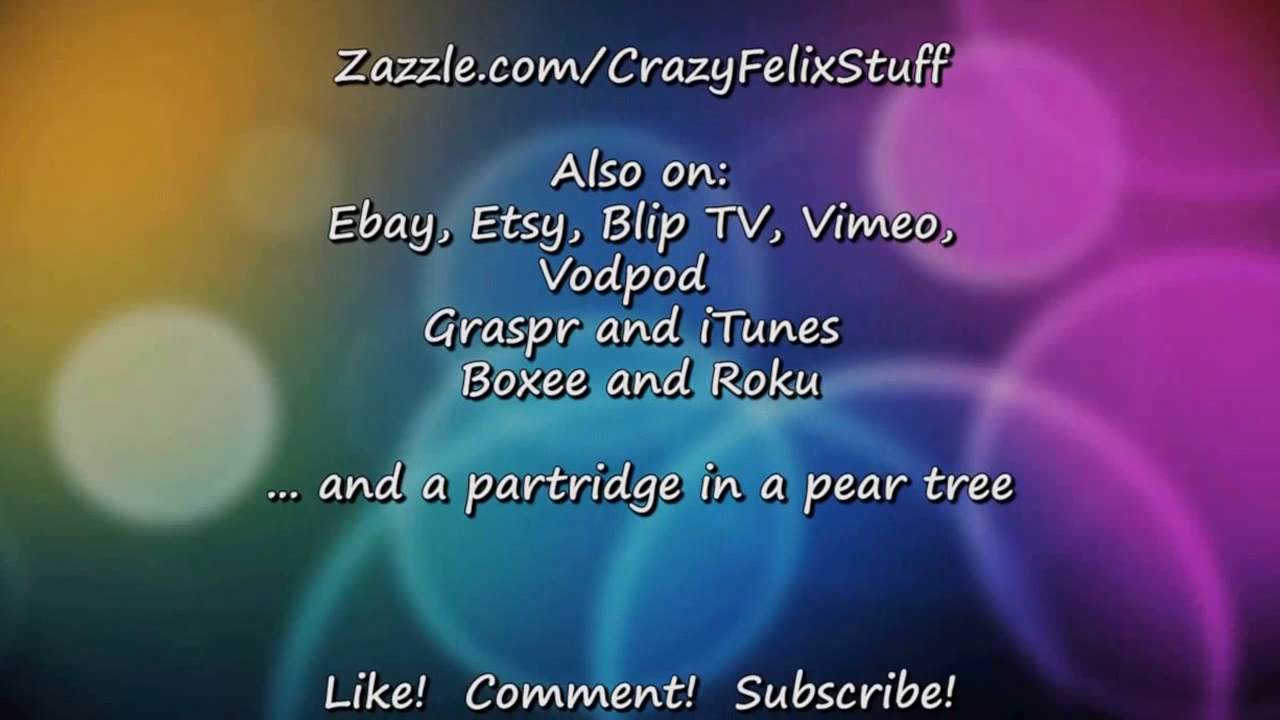 Zazzle.com/CrazyFelixStuff
Also on:
Ebay, Etsy, Blip TV, Vimeo,
Vodpod
Graspr and iTunes
Boxee and Roku
... and a partridge in a pear tree
Like! Comment! Subscribe!